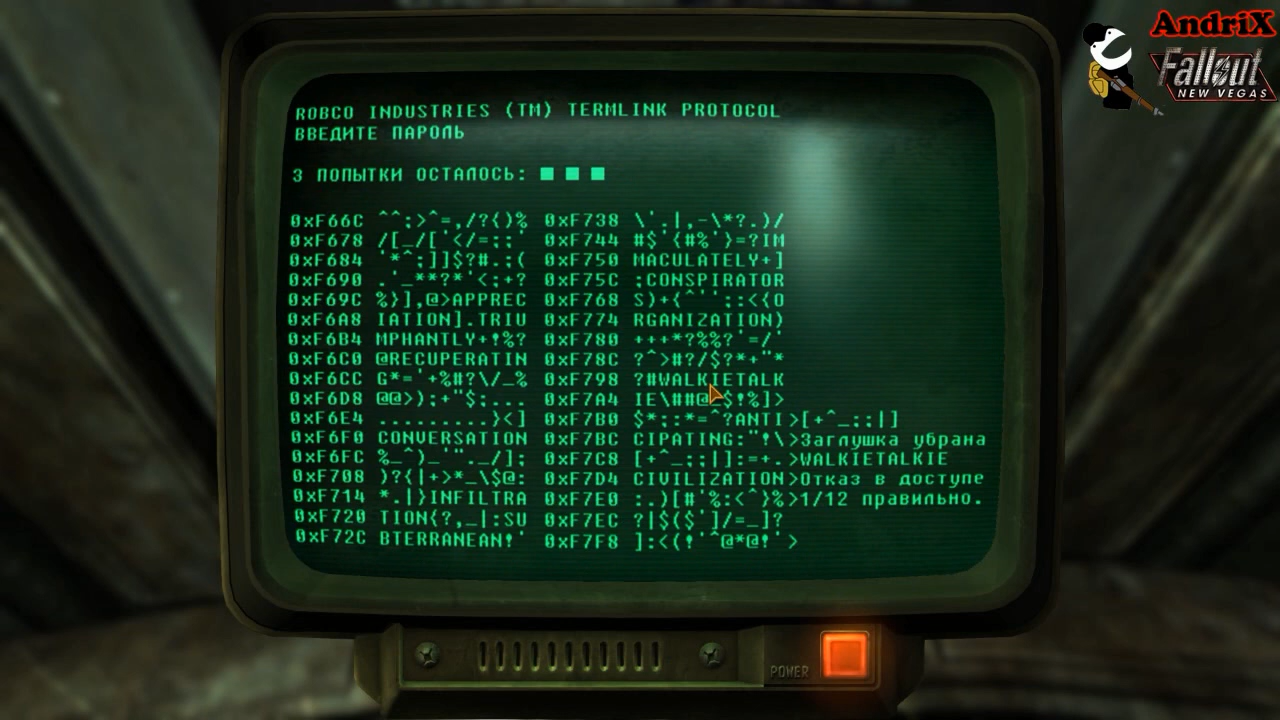 AndriX
Fallout
NEW VEGAS
ROBCO INDUSTRIES (TM) TERMLINK PROTOCOL
ВВЕДИТЕ ПАРОЛЬ
3 ПОПЫТКИ ОСТАЛОСЬ: ■ ■ ■
0xF66C ^^:>^=,/?{)% 0xF738 \'.|,-\*?.)/
0xF678 /[_/['</=;:' 0xF744 #$'{#%'}=?IM
0xF684 '*^;]]$?#.;( 0xF750 MACULATELY+]
0xF690 .'_**?*'<;+? 0xF75C ;CONSPIRATOR
0xF69C %}],@>APPREC 0xF768 S)+{^'';:<{O
0xF6A8 IATION].TRIU 0xF774 RGANIZATION)
0xF6B4 MPHANTLY+!%? 0xF780 +++*?%%?'=/'
0xF6C0 @RECUPERATIN 0xF78C ?^>#?/$?*+"*
0xF6CC G*='+%#?\/_% 0xF798 ?#WALKIETALK
0xF6D8 @@>);+"$:... 0xF7A4 IE\##@_$!%]>
0xF6E4 .........}<] 0xF7B0 $*;:*=^?ANTI >[+^_:;|]
0xF6F0 CONVERSATION 0xF7BC CIPATING:"!\ >Заглушка убрана
0xF6FC %_^)_'"._/]; 0xF7C8 [+^_:;|]:=+. >WALKIETALKIE
0xF708 )?{|+>*_\$@: 0xF7D4 CIVILIZATION >Отказ в доступе
0xF714 *.|}INFILTRA 0xF7E0 :.)[#'%:<^}% >1/12 правильно.
0xF720 TION{?,_|:SU 0xF7EC ?|$($']/=_]?
0xF72C BTERRANEAN!' 0xF7F8 ]:<(!'^@*@!' >
POWER